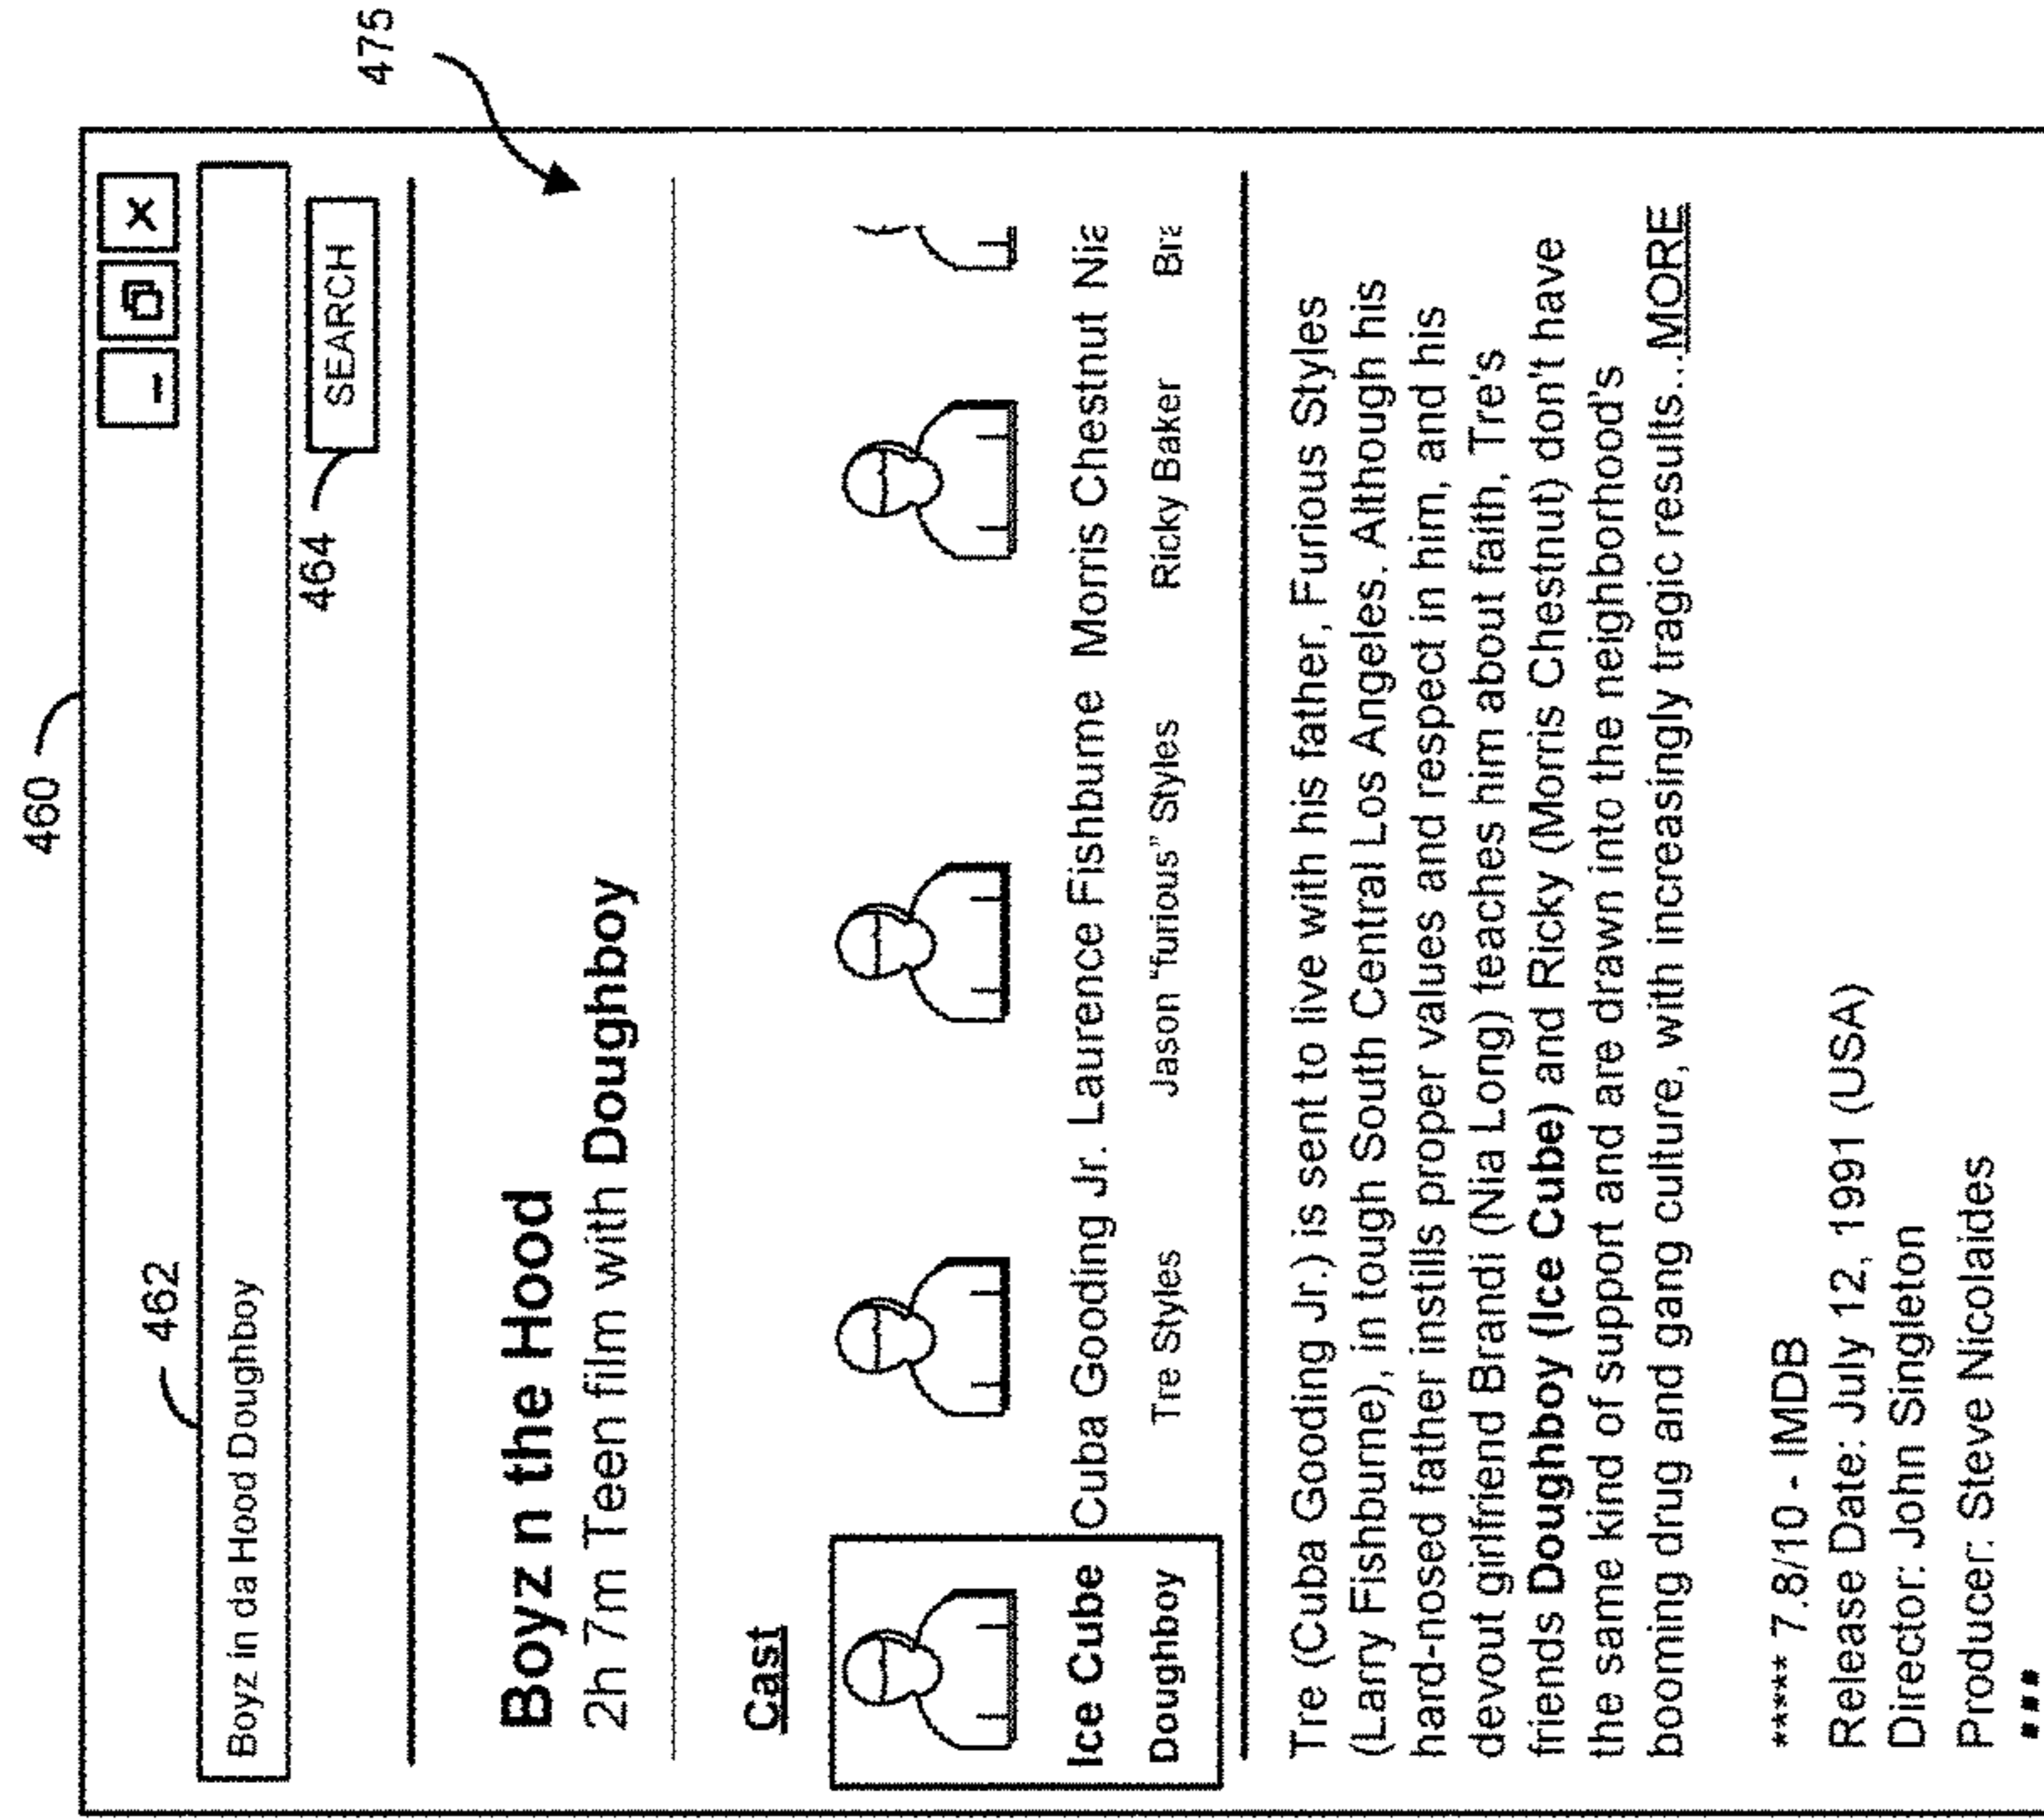 460
475
462
Boyz in da Hood Doughboy
464
SEARCH
Boyz n the Hood
2h 7m Teen film with Doughboy
Cast
Ice Cube Cuba Gooding Jr. Laurence Fishburne Morris Chestnut Nia
Doughboy Tre Styles Jason "furious" Styles Ricky Baker Bra
Tre (Cuba Gooding Jr.) is sent to live with his father, Furious Styles
(Larry Fishburne), in tough South Central Los Angeles. Although his
hard-nosed father instills proper values and respect in him, and his
devout girlfriend Brandi (Nia Long) teaches him about faith, Tre's
friends Doughboy (Ice Cube) and Ricky (Morris Chestnut) don't have
the same kind of support and are drawn into the neighborhood's
booming drug and gang culture, with increasingly tragic results...MORE
***** 7.8/10 - IMDB
Release Date: July 12, 1991 (USA)
Director: John Singleton
Producer: Steve Nicolaides